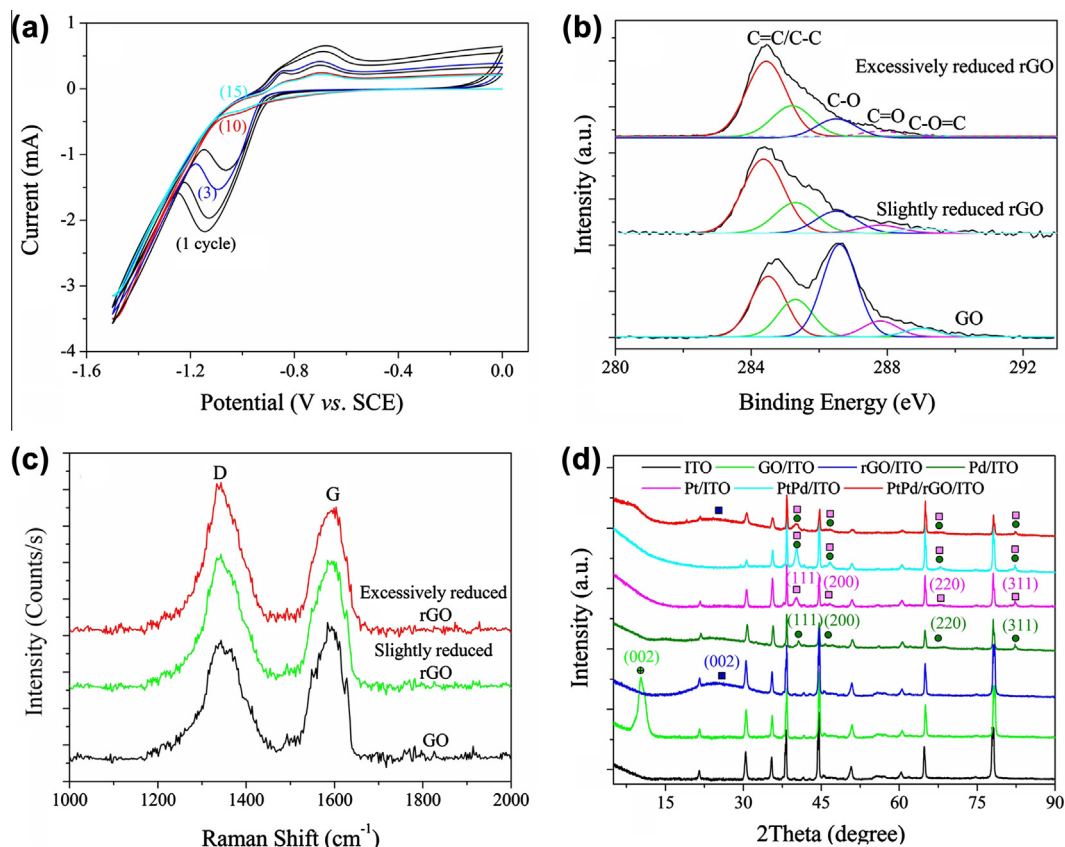 (a)
1
0
-1
-2
-3
-4
Current (mA)
(15)
(10)
(3)
(1 cycle)
-1.6
-1.2
-0.8
-0.4
0.0
Potential (V vs. SCE)
(b)
Intensity (a.u.)
C=C/C-C
Excessively reduced rGO
C-O
C=O
C-O=C
Slightly reduced rGO
GO
280
284
288
292
Binding Energy (eV)
(c)
Intensity (Counts/s)
D
G
Excessively reduced
rGO
Slightly reduced
rGO
GO
1000
1200
1400
1600
1800
2000
Raman Shift (cm-1)
(d)
Intensity (a.u.)
ITO
GO/ITO
rGO/ITO
Pd/ITO
Pt/ITO
PtPd/ITO
PtPd/rGO/ITO
(111)
(200)
(220)
(311)
(111)
(200)
(220)
(311)
(002)
(002)
15
30
45
60
75
90
2Theta (degree)